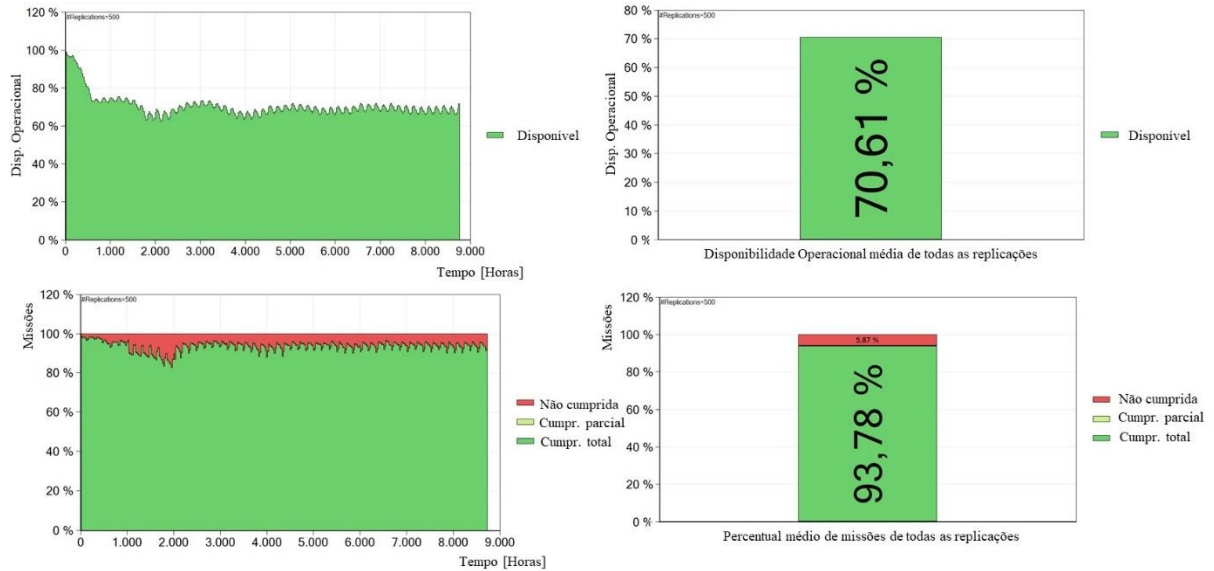 #Replications=500
120 %
100 %
80 %
60 %
40 %
20 %
0 %
Disp. Operacional
0 1.000 2.000 3.000 4.000 5.000 6.000 7.000 8.000 9.000
Tempo [Horas]
Disponivel
#Replications=500
80 %
70 %
60 %
50 %
40 %
30 %
20 %
10 %
0 %
Disp. Operacional
70,61 %
Disponivel
Disponibilidade Operacional média de todas as replicações
#Replications=500
120 %
100 %
80 %
60 %
40 %
20 %
0 %
Missões
0 1.000 2.000 3.000 4.000 5.000 6.000 7.000 8.000 9.000
Tempo [Horas]
Não cumprida
Cumpr. parcial
Cumpr. total
#Replications=500
120 %
100 %
80 %
60 %
40 %
20 %
0 %
Missões
5.87 %
93,78 %
Não cumprida
Cumpr. parcial
Cumpr. total
Percentual médio de missões de todas as replicações